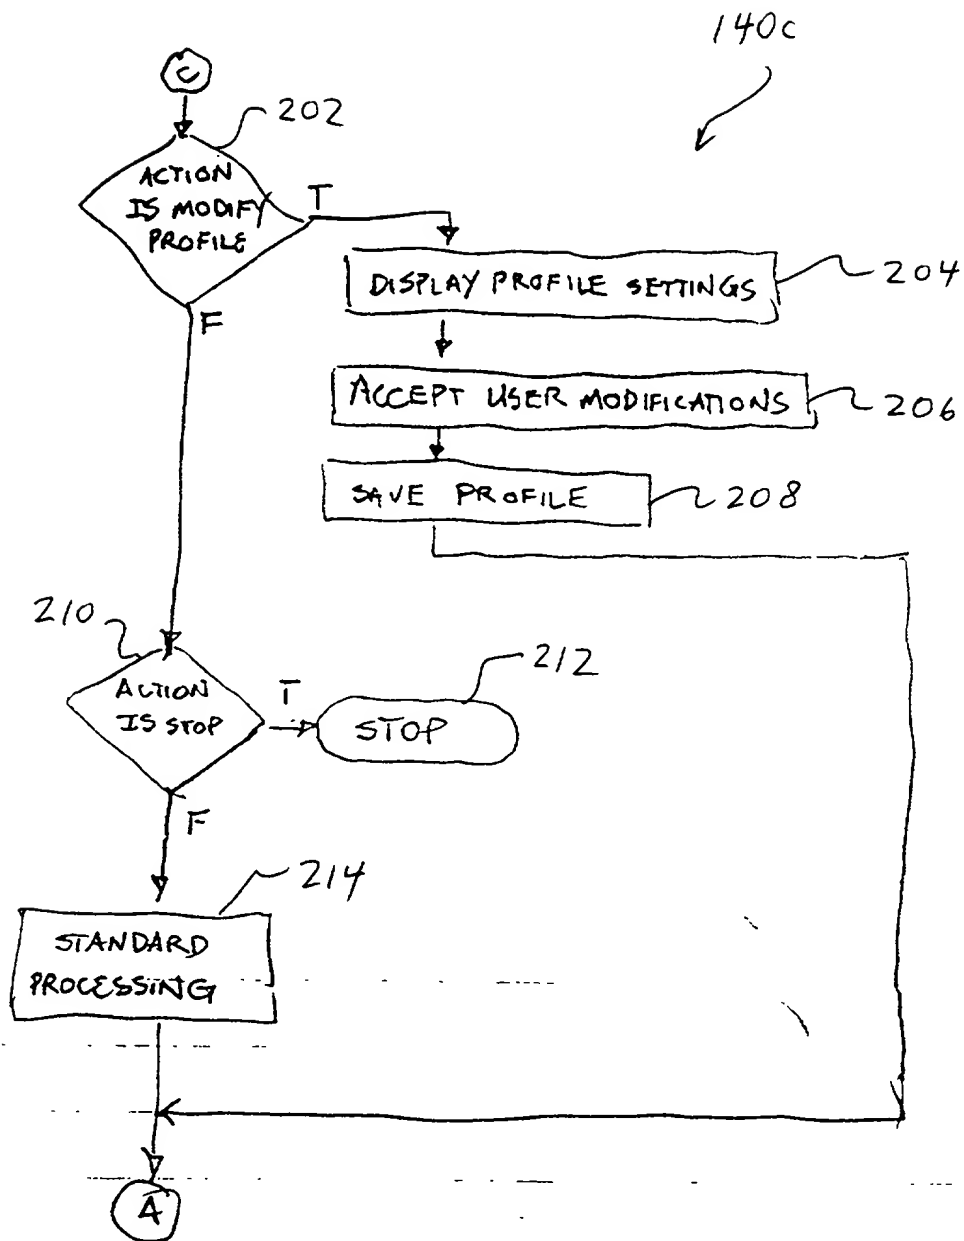 140c
C
202
ACTION
IS MODIFY
PROFILE
T
F
DISPLAY PROFILE SETTINGS
204
ACCEPT USER MODIFICATIONS
206
SAVE PROFILE
208
210
ACTION
IS STOP
T
F
212
STOP
214
STANDARD
PROCESSING
A